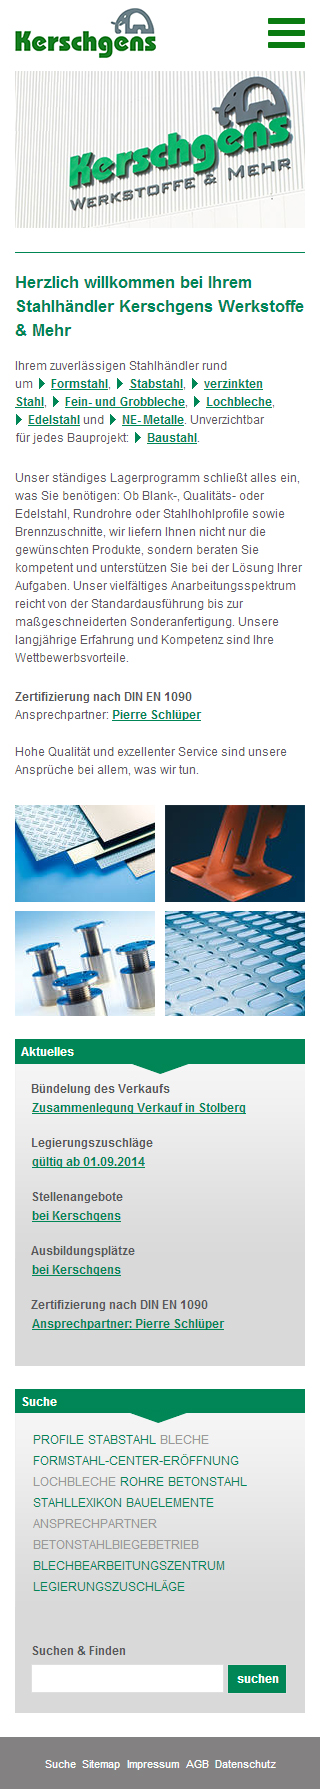 Kerschgens
Kerschgens
WERKSTOFFE & MEHR
Herzlich willkommen bei Ihrem
Stahlhändler Kerschgens Werkstoffe
& Mehr
Ihrem zuverlässigen Stahlhändler rund
um Formstahl, Stabstahl, verzinkten
Stahl, Fein- und Grobbleche, Lochbleche,
Edelstahl und NE- Metalle. Unverzichtbar
für jedes Bauprojekt: Baustahl.
Unser ständiges Lagerprogramm schließt alles ein,
was Sie benötigen: Ob Blank-, Qualitäts- oder
Edelstahl, Rundrohre oder Stahlhohlprofile sowie
Brennzuschnitte, wir liefern Ihnen nicht nur die
gewünschten Produkte, sondern beraten Sie
kompetent und unterstützen Sie bei der Lösung Ihrer
Aufgaben. Unser vielfältiges Anarbeitungsspektrum
reicht von der Standardausführung bis zur
maßgeschneiderten Sonderanfertigung. Unsere
langjährige Erfahrung und Kompetenz sind Ihre
Wettbewerbsvorteile.
Zertifizierung nach DIN EN 1090
Ansprechpartner: Pierre Schlüper
Hohe Qualität und exzellenter Service sind unsere
Ansprüche bei allem, was wir tun.
Aktuelles
Bündelung des Verkaufs
Zusammenlegung Verkauf in Stolberg
Legierungszuschläge
gültig ab 01.09.2014
Stellenangebote
bei Kerschgens
Ausbildungsplätze
bei Kerschgens
Zertifizierung nach DIN EN 1090
Ansprechpartner: Pierre Schlüper
Suche
PROFILE STABSTAHL BLECHE
FORMSTAHL-CENTER-ERÖFFNUNG
LOCHBLECHE ROHRE BETONSTAHL
STAHLLEXIKON BAUELEMENTE
ANSPRECHPARTNER
BETONSTAHLBIEGEBETRIEB
BLECHBEARBEITUNGSZENTRUM
LEGIERUNGSZUSCHLÄGE
Suchen & Finden
suchen
Suche Sitemap Impressum AGB Datenschutz